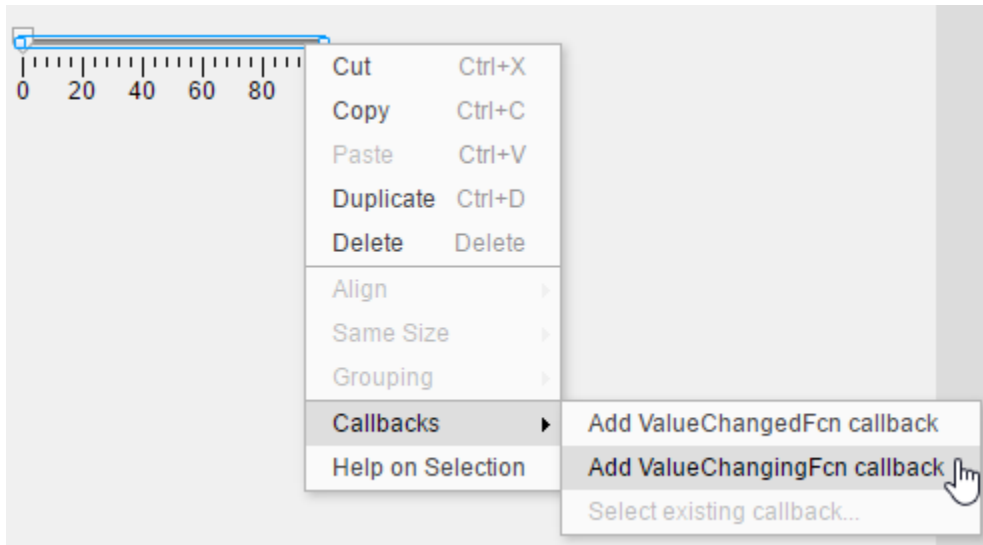 0 20 40 60 80
Cut Ctrl+X
Copy Ctrl+C
Paste Ctrl+V
Duplicate Ctrl+D
Delete Delete
Align
Same Size
Grouping
Callbacks
Help on Selection
Add ValueChangedFcn callback
Add ValueChangingFcn callback
Select existing callback...